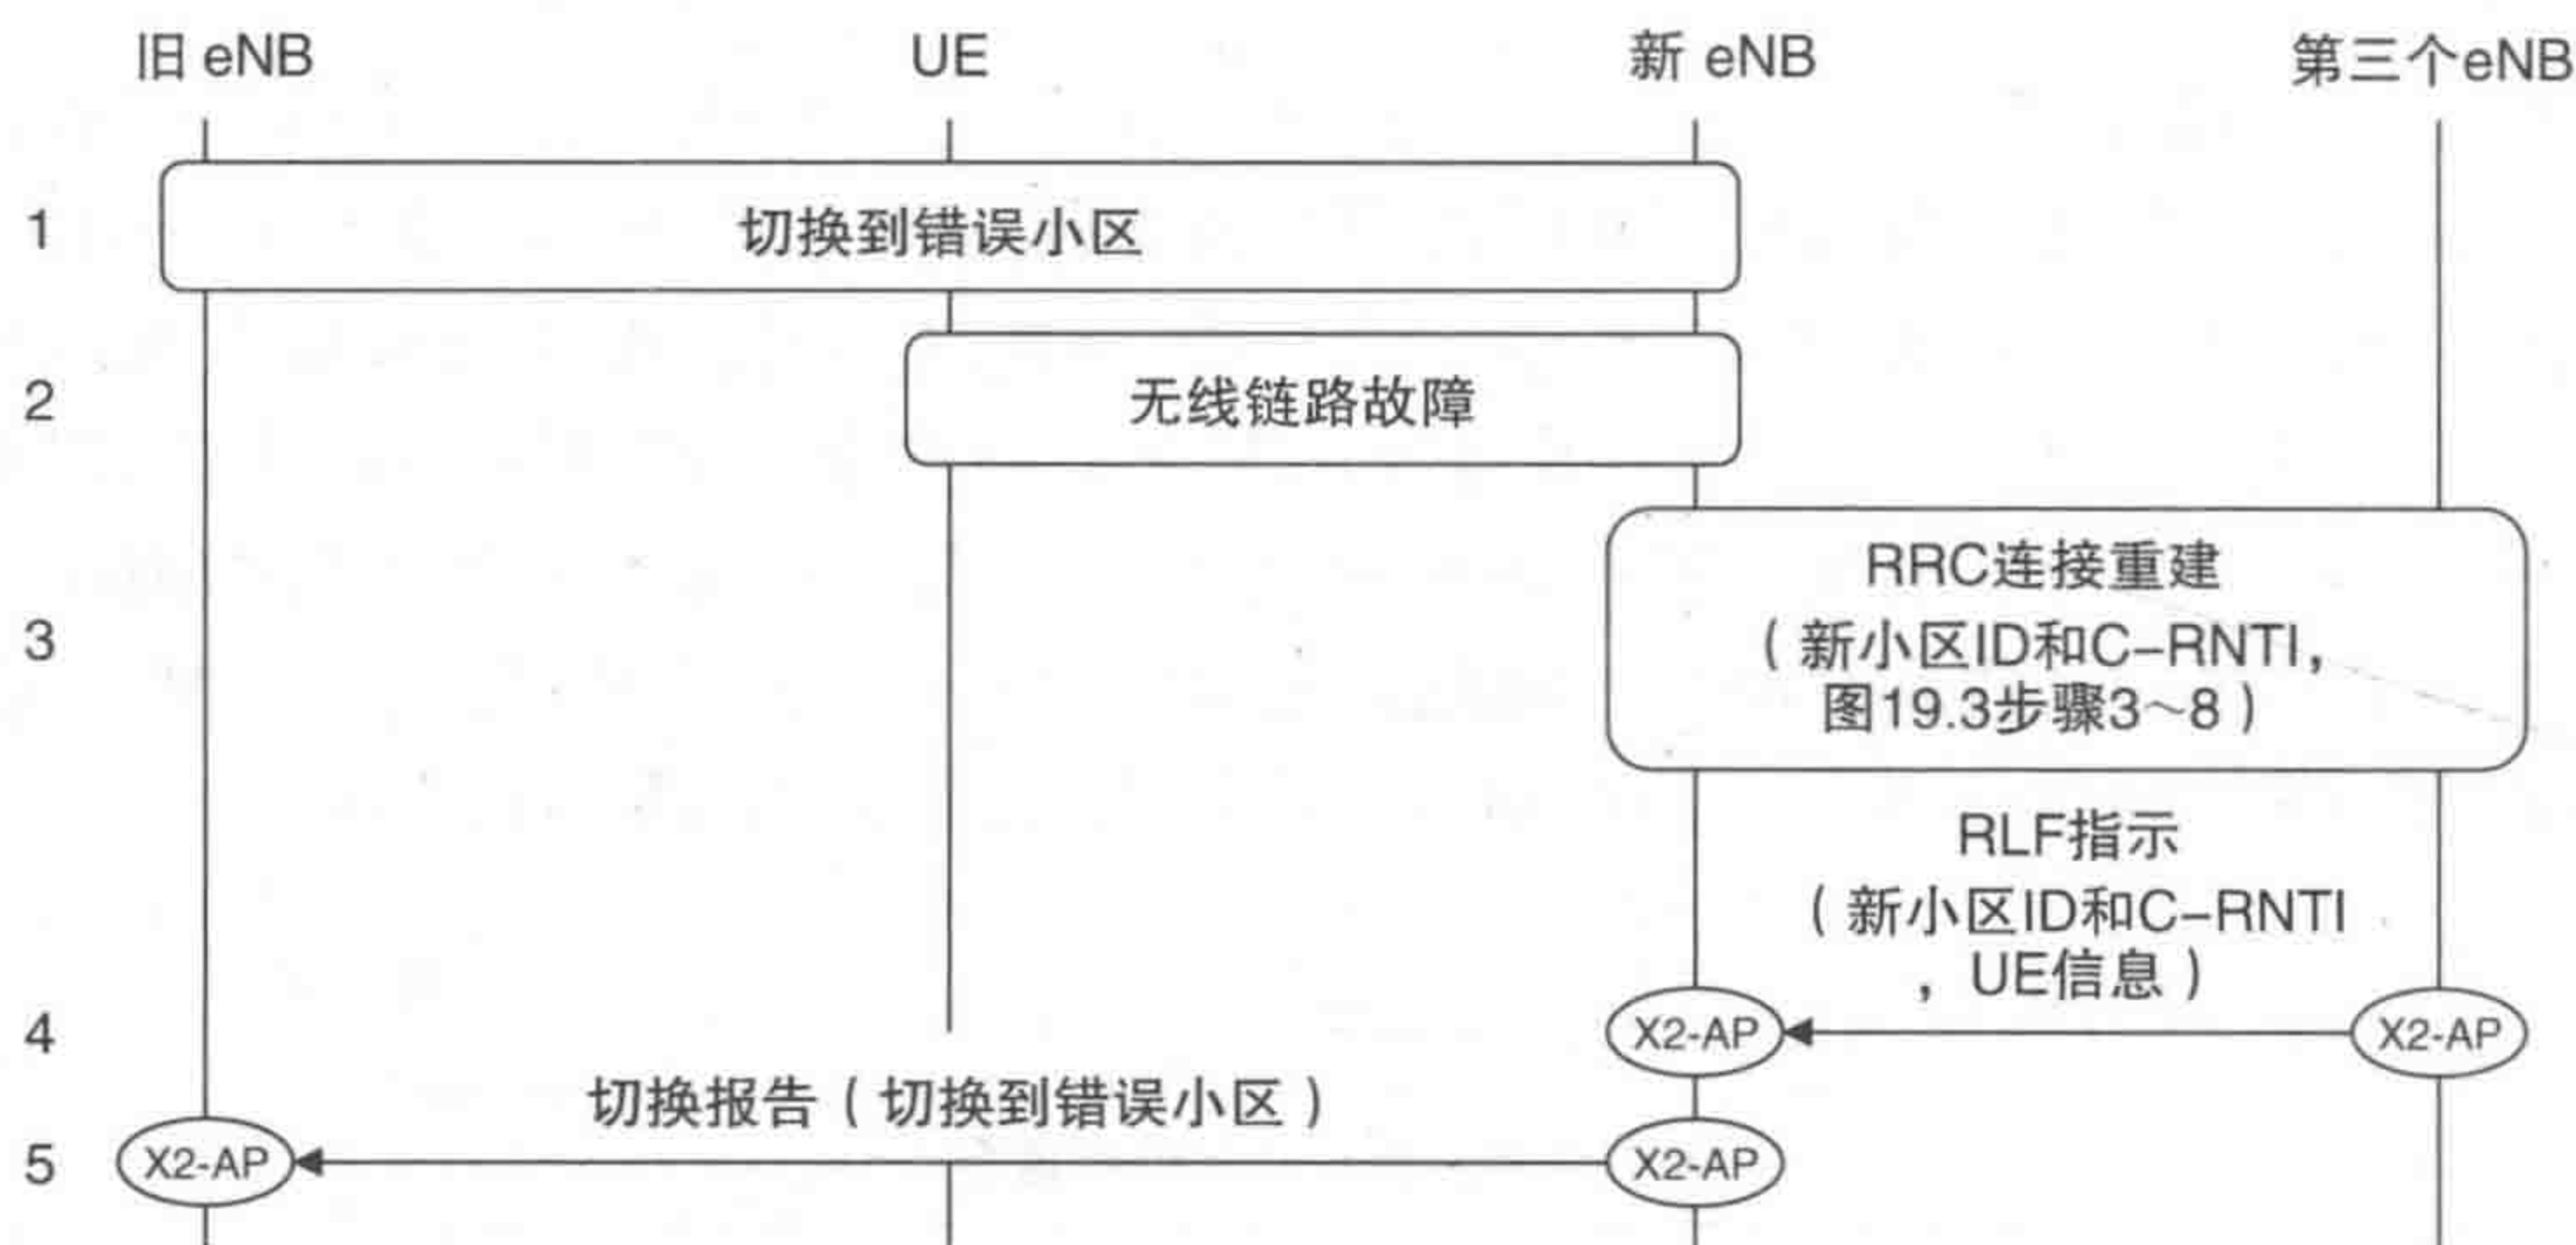 旧 eNB
UE
新 eNB
第三个eNB
1
切换到错误小区
2
无线链路故障
3
RRC连接重建
(新小区ID和C-RNTI,
图19.3步骤3~8)
RLF指示
(新小区ID和C-RNTI
,UE信息)
4
X2-AP
X2-AP
切换报告(切换到错误小区)
5
X2-AP
X2-AP